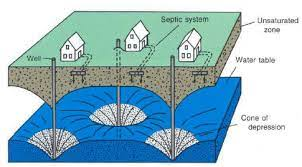 Septic system
Unsaturated
zone
Well
Water table
Cone of
depression